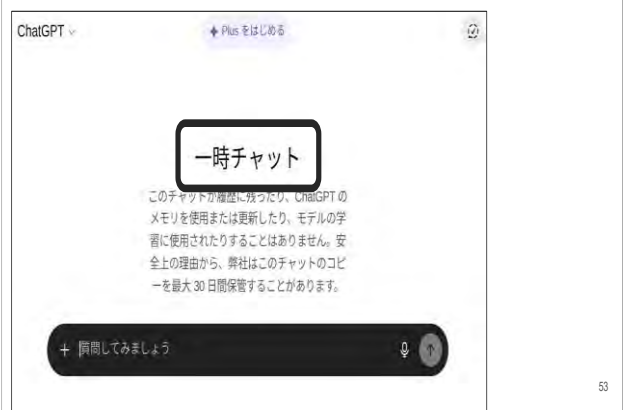 ChatGPT
Plus をはじめる
一時チャット
このチャットが履歴に残ったり、ChatGPT の
メモリを使用または更新したり、モデルの学
習に使用されたりすることはありません。安
全上の理由から、弊社はこのチャットのコピ
ーを最大 30 日間保管することがあります。
質問してみましょう
53